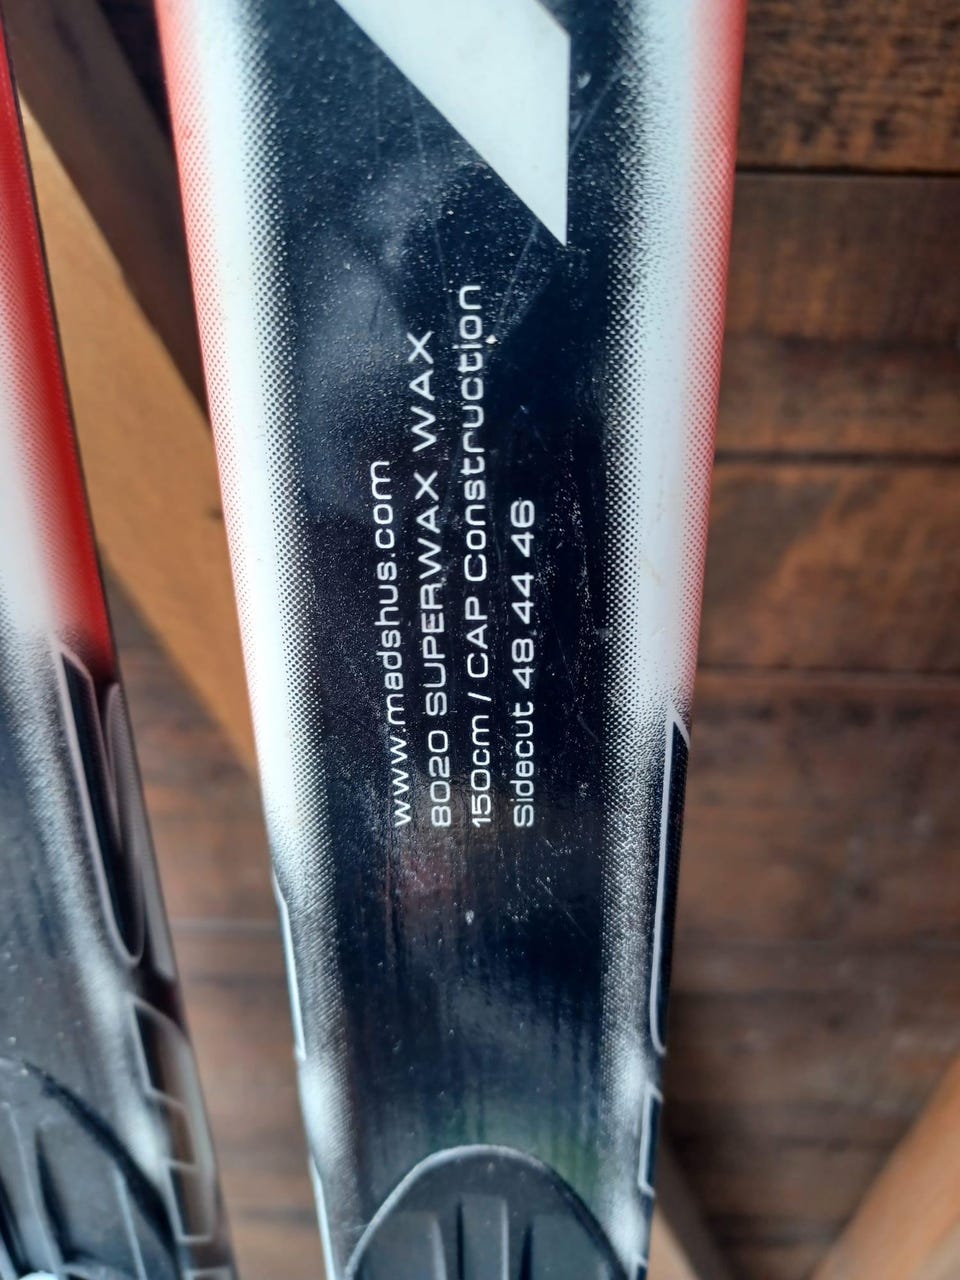 www.madshus.com
8020 SUPERWAX WAX
150cm / CAP Construction
Sidecut 48 44 46